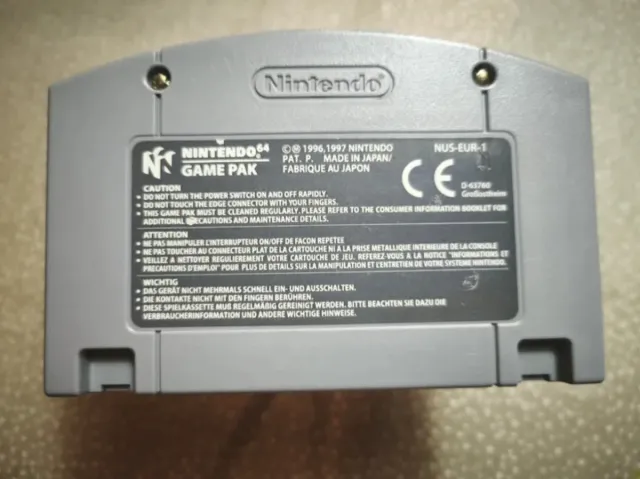 Nintendo
NINTENDO 64
GAME PAK
©Ⓜ 1996,1997 NINTENDO
PAT. P. MADE IN JAPAN/
FABRIQUE AU JAPON
NUS-EUR-1
CE
D-63760
Großostheim
CAUTION
• DO NOT TURN THE POWER SWITCH ON AND OFF RAPIDLY.
• DO NOT TOUCH THE EDGE CONNECTOR WITH YOUR FINGERS.
• THIS GAME PAK MUST BE CLEANED REGULARLY. PLEASE REFER TO THE CONSUMER INFORMATION BOOKLET FOR
ADDITIONAL PRECAUTIONS AND MAINTENANCE DETAILS.
ATTENTION
• NE PAS MANIPULER L'INTERRUPTEUR ON/OFF DE FACON REPETEE
• NE PAS TOUCHER AU CONNECTEUR PLAT DE LA CARTOUCHE NI A LA PRISE METALLIQUE INTERIEURE DE LA CONSOLE
• VEILLEZ A NETTOYER REGULIEREMENT VOTRE CARTOUCHE DE JEU. REFEREZ-VOUS A LA NOTICE "INFORMATIONS ET
PRECAUTIONS D'EMPLOI" POUR PLUS DE DETAILS SUR LA MANIPULATION ET L'ENTRETIEN DE VOTRE SYSTEME NINTENDO.
WICHTIG
• DAS GERÄT NICHT MEHRMALS SCHNELL EIN- UND AUSSCHALTEN.
• DIE KONTAKTE NICHT MIT DEN FINGERN BERÜHREN.
• DIESE SPIELKASSETTE MUß REGELMÄßIG GEREINIGT WERDEN. BITTE BEACHTEN SIE DAZU DIE
VERBRAUCHERINFORMATION UND ANDERE WICHTIGE HINWEISE.